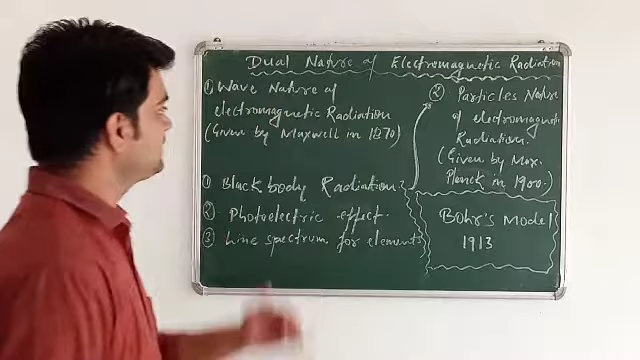 Dual Nature of Electromagnetic Radiation
① Wave Nature of
electromagnetic Radiation
(Given by Maxwell in 1870)
② Particles Nature
of electromagnetic
Radiation.
(Given by Max.
Planck in 1900.
① Blackbody Radiation
② Photoelectric effect.
③ Line spectrum for elements
Bohr's Model
1913